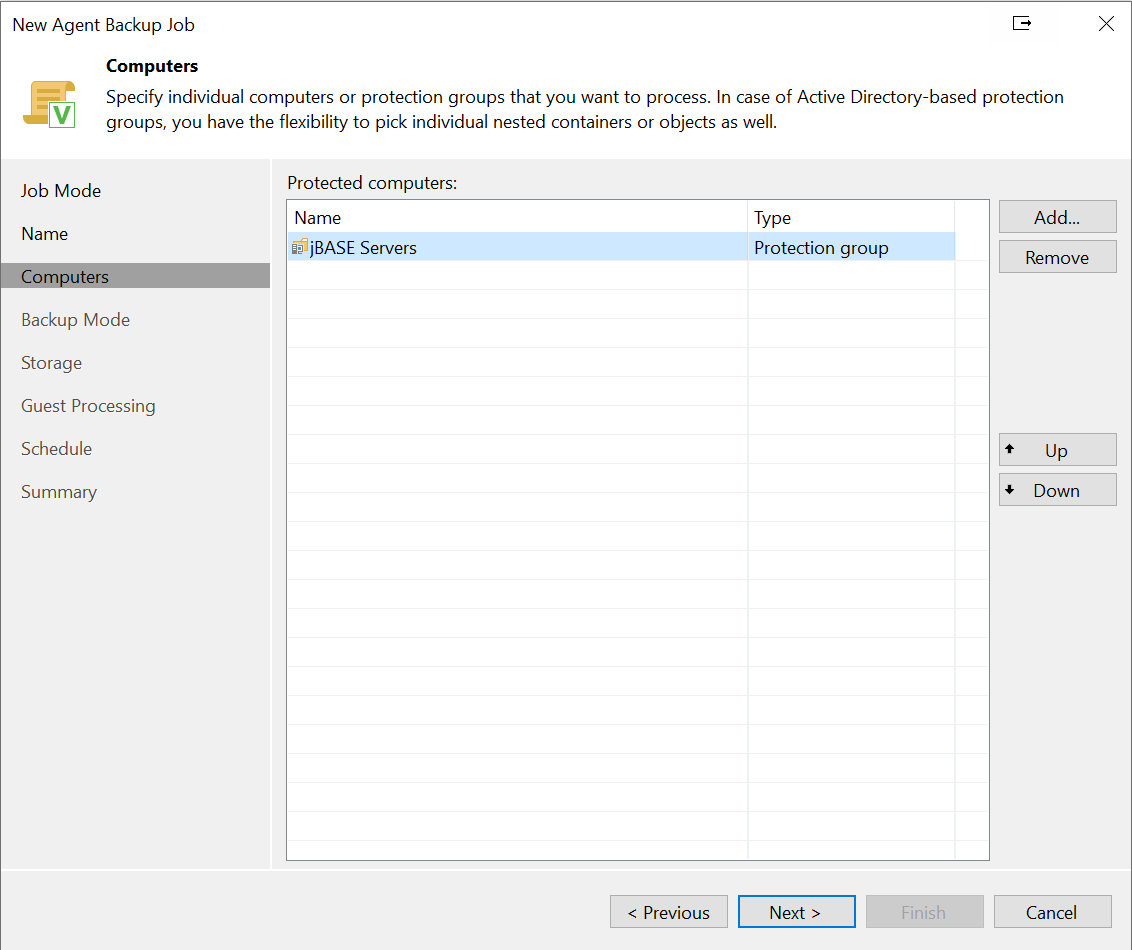 New Agent Backup Job
Computers
Specify individual computers or protection groups that you want to process. In case of Active Directory-based protection
groups, you have the flexibility to pick individual nested containers or objects as well.
V
Job Mode
Name
Computers
Backup Mode
Storage
Guest Processing
Schedule
Summary
Protected computers:
Name Type
jBASE Servers Protection group
Add...
Remove
Up
Down
< Previous Next > Finish Cancel